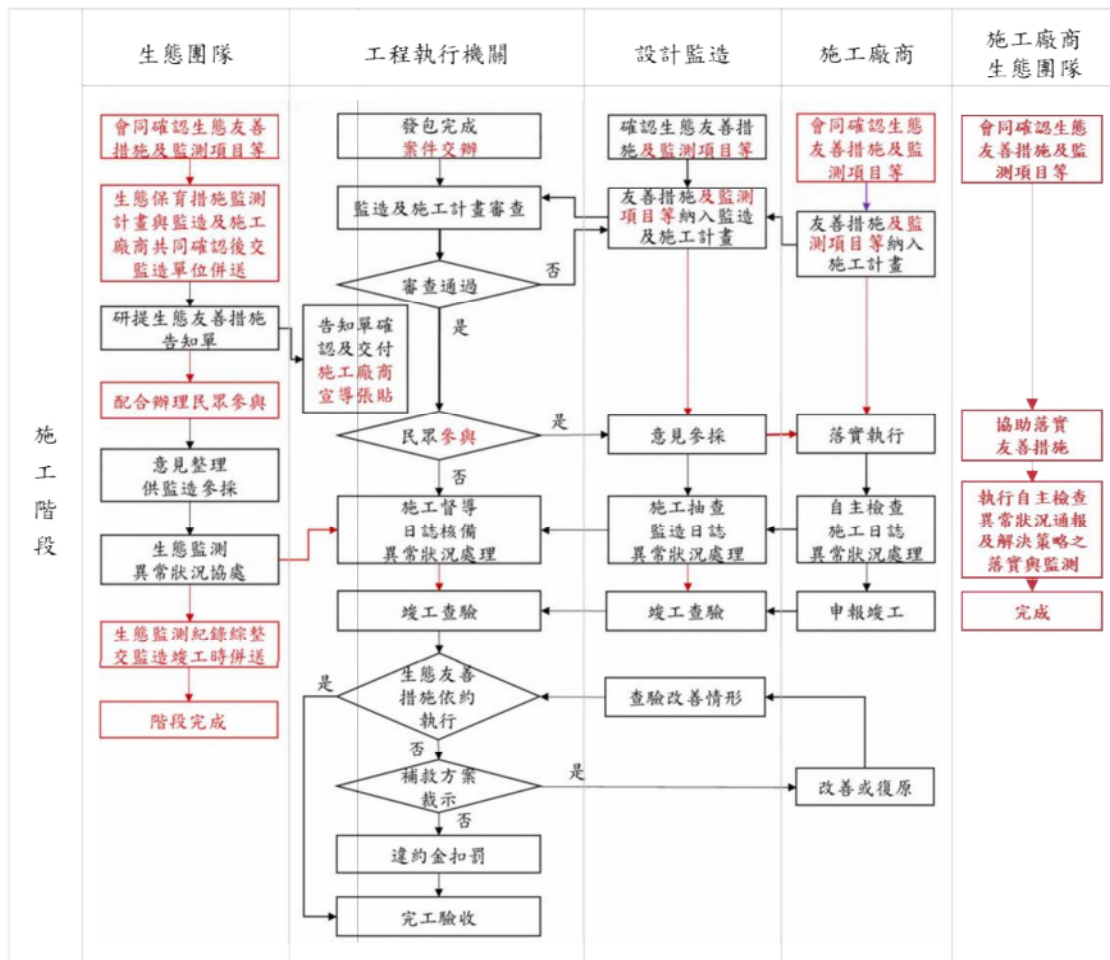 生態團隊
工程執行機關
設計監造
施工廠商
施工廠商
生態團隊
施
工
階
段
會同確認生態友善
措施及監測項目等
生態保育措施監測
計畫與監造及施工
廠商共同確認後交
監造單位併送
研提生態友善措施
告知單
配合辦理民眾參與
意見整理
供監造參採
生態監測
異常狀況協處
生態監測紀錄綜整
交監造竣工時併送
階段完成
發包完成
案件交辦
監造及施工計畫審查
審查通過
否
是
告知單確
認及交付
施工廠商
宣導張貼
民眾參與
是
否
施工督導
日誌核備
異常狀況處理
竣工查驗
生態友善
措施依約
執行
是
否
補救方案
裁示
是
否
違約金扣罰
完工驗收
確認生態友善措
施及監測項目等
友善措施及監測
項目等納入監造
及施工計畫
意見參採
施工抽查
監造日誌
異常狀況處理
竣工查驗
查驗改善情形
會同確認生態
友善措施及監
測項目等
友善措施及監
測項目等納入
施工計畫
落實執行
自主檢查
施工日誌
異常狀況處理
申報竣工
改善或復原
會同確認生態
友善措施及監
測項目等
協助落實
友善措施
執行自主檢查
異常狀況通報
及解決策略之
落實與監測
完成